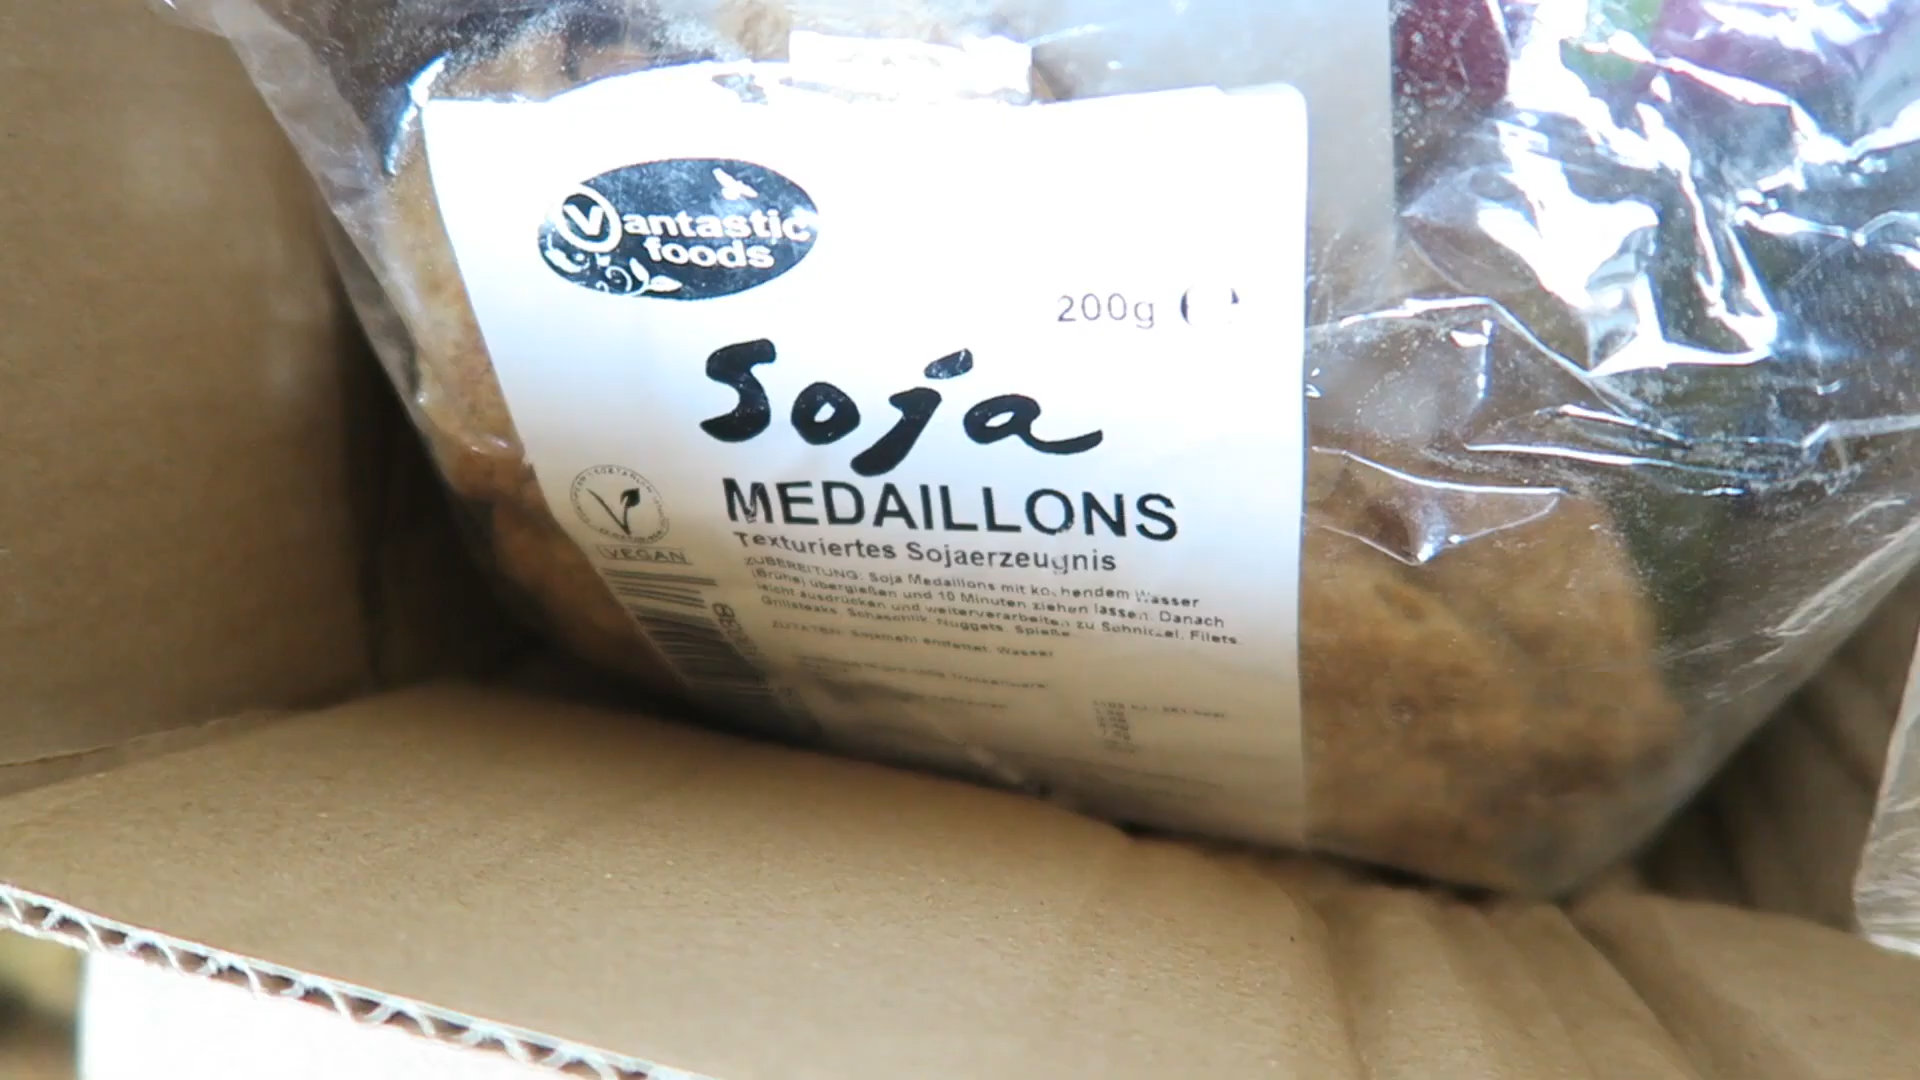 Vantastic
foods
200g
Soja
MEDAILLONS
Texturiertes Sojaerzeugnis
VEGAN
ZUBEREITUNG: Soja Medaillons mit kochendem Wasser
(Brühe) übergießen und 10 Minuten ziehen lassen. Danach
leicht ausdrücken und weiterverarbeiten zu Schnitzel, Filets,
Grillsteaks, Schaschlik, Nuggets, Spieße
ZUTATEN: Sojamehl entfettet, Wasser